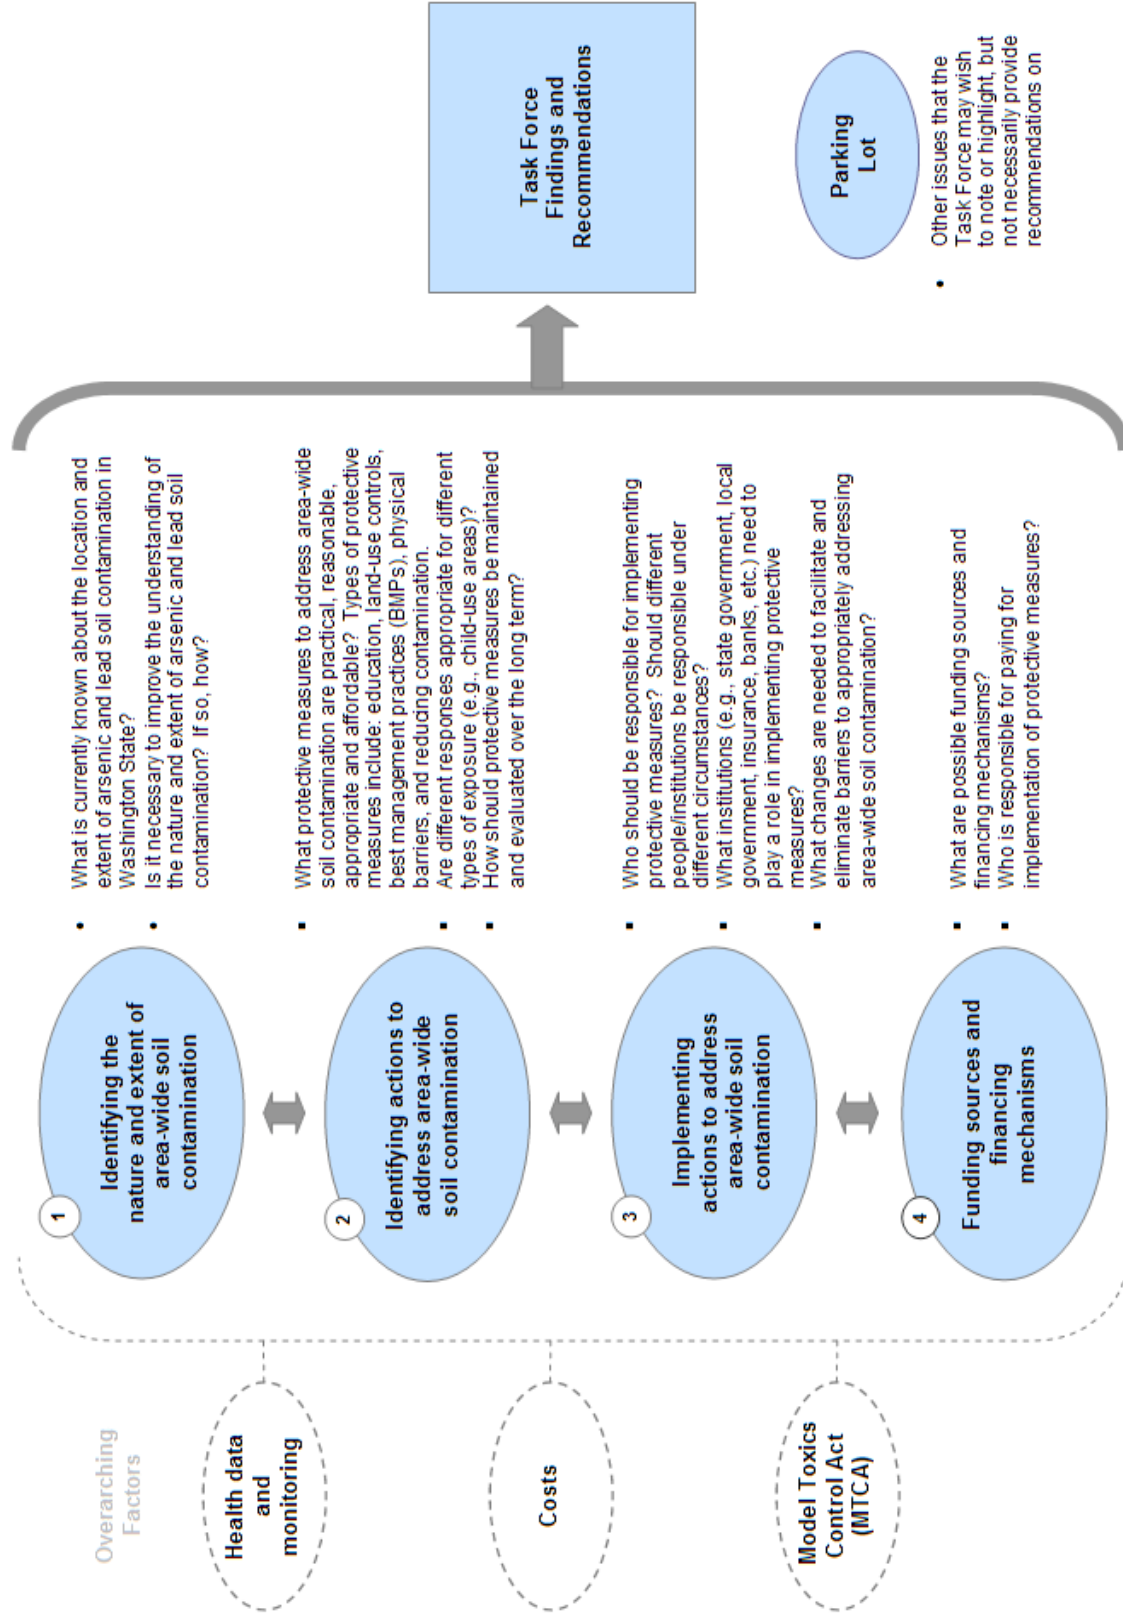 Overarching
Factors
Health data
and
monitoring
Costs
Model Toxics
Control Act
(MTCA)
1
Identifying the
nature and extent of
area-wide soil
contamination
• What is currently known about the location and
extent of arsenic and lead soil contamination in
Washington State?
• Is it necessary to improve the understanding of
the nature and extent of arsenic and lead soil
contamination? If so, how?
2
Identifying actions to
address area-wide
soil contamination
▪ What protective measures to address area-wide
soil contamination are practical, reasonable,
appropriate and affordable? Types of protective
measures include: education, land-use controls,
best management practices (BMPs), physical
barriers, and reducing contamination.
▪ Are different responses appropriate for different
types of exposure (e.g., child-use areas)?
▪ How should protective measures be maintained
and evaluated over the long term?
3
Implementing
actions to address
area-wide soil
contamination
▪ Who should be responsible for implementing
protective measures? Should different
people/institutions be responsible under
different circumstances?
▪ What institutions (e.g., state government, local
government, insurance, banks, etc.) need to
play a role in implementing protective
measures?
▪ What changes are needed to facilitate and
eliminate barriers to appropriately addressing
area-wide soil contamination?
4
Funding sources and
financing
mechanisms
▪ What are possible funding sources and
financing mechanisms?
▪ Who is responsible for paying for
implementation of protective measures?
Task Force
Findings and
Recommendations
Parking
Lot
• Other issues that the
Task Force may wish
to note or highlight, but
not necessarily provide
recommendations on